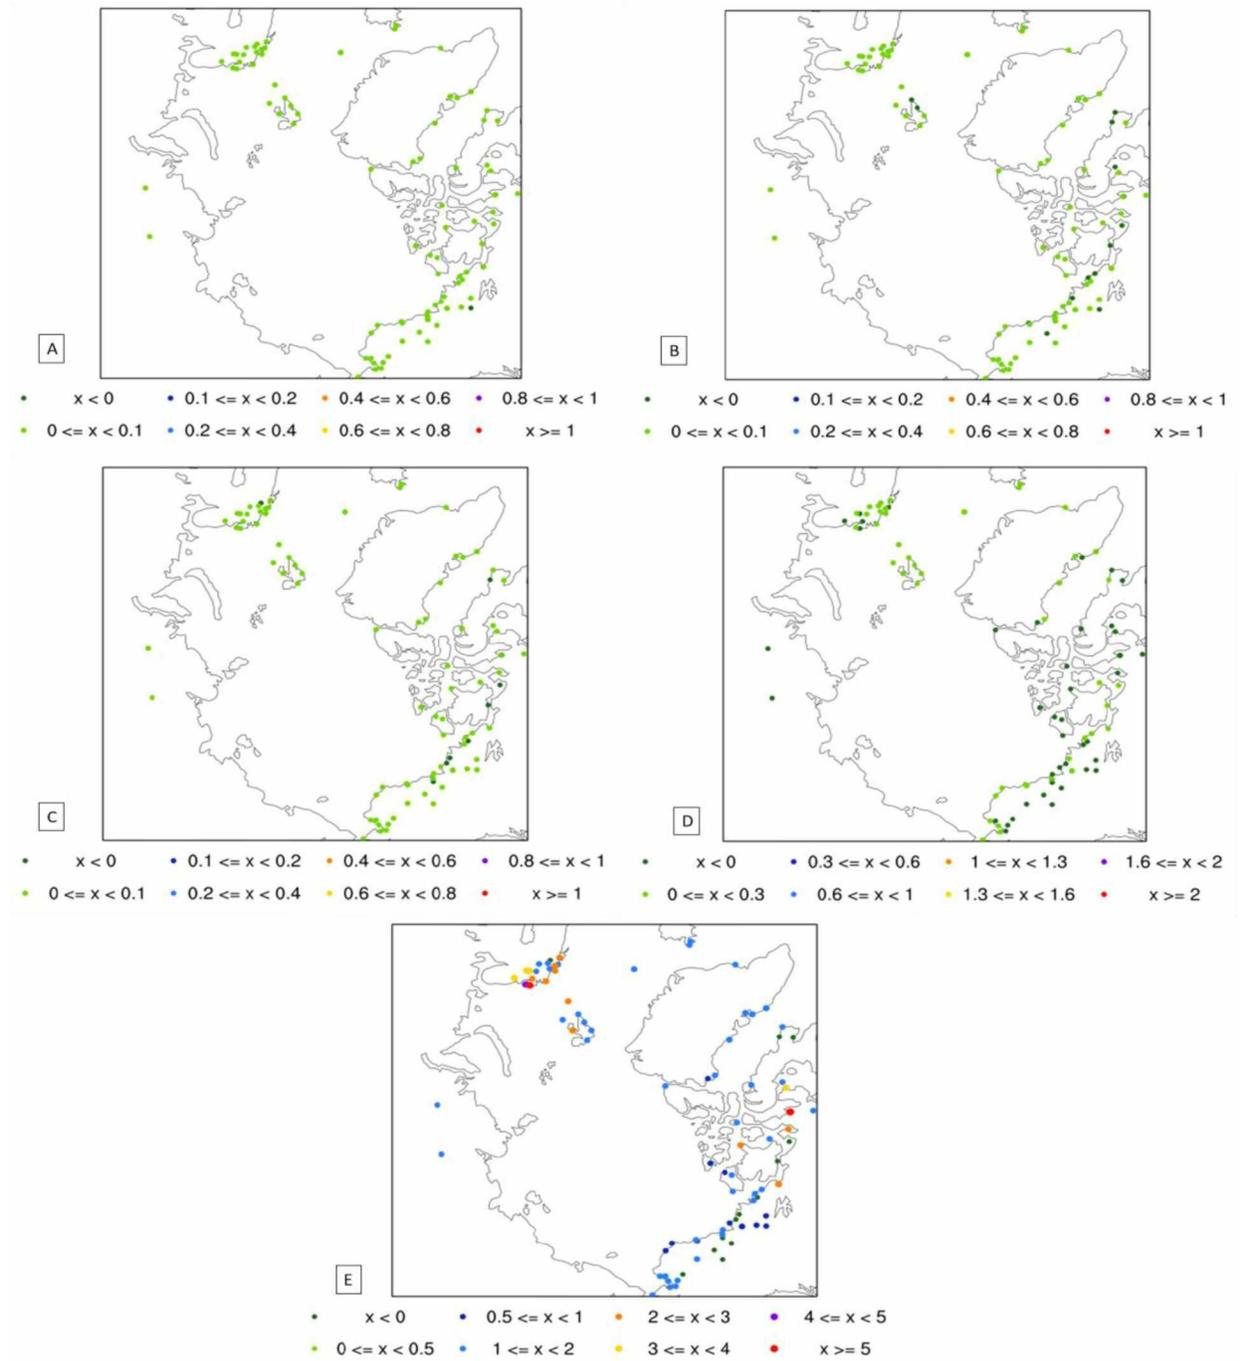 A
B
x < 0 0.1 <= x < 0.2 0.4 <= x < 0.6 0.8 <= x < 1
0 <= x < 0.1 0.2 <= x < 0.4 0.6 <= x < 0.8 x >= 1
x < 0 0.1 <= x < 0.2 0.4 <= x < 0.6 0.8 <= x < 1
0 <= x < 0.1 0.2 <= x < 0.4 0.6 <= x < 0.8 x >= 1
C
D
x < 0 0.1 <= x < 0.2 0.4 <= x < 0.6 0.8 <= x < 1
0 <= x < 0.1 0.2 <= x < 0.4 0.6 <= x < 0.8 x >= 1
x < 0 0.3 <= x < 0.6 1 <= x < 1.3 1.6 <= x < 2
0 <= x < 0.3 0.6 <= x < 1 1.3 <= x < 1.6 x >= 2
E
x < 0 0.5 <= x < 1 2 <= x < 3 4 <= x < 5
0 <= x < 0.5 1 <= x < 2 3 <= x < 4 x >= 5